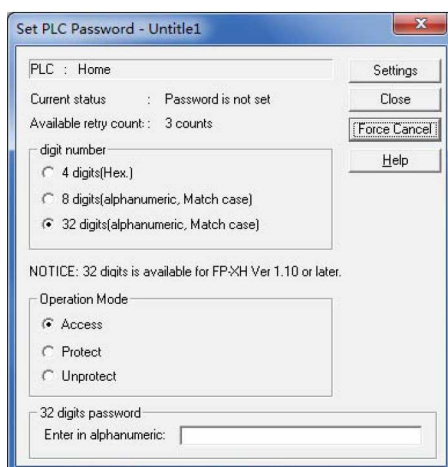 Set PLC Password - Untitle1
PLC : Home
Settings
Current status : Password is not set
Close
Available retry count : : 3 counts
Force Cancel
digit number
Help
4 digits(Hex.)
8 digits(alphanumeric, Match case)
32 digits(alphanumeric, Match case)
NOTICE: 32 digits is available for FP-XH Ver 1.10 or later.
Operation Mode
Access
Protect
Unprotect
32 digits password
Enter in alphanumeric: